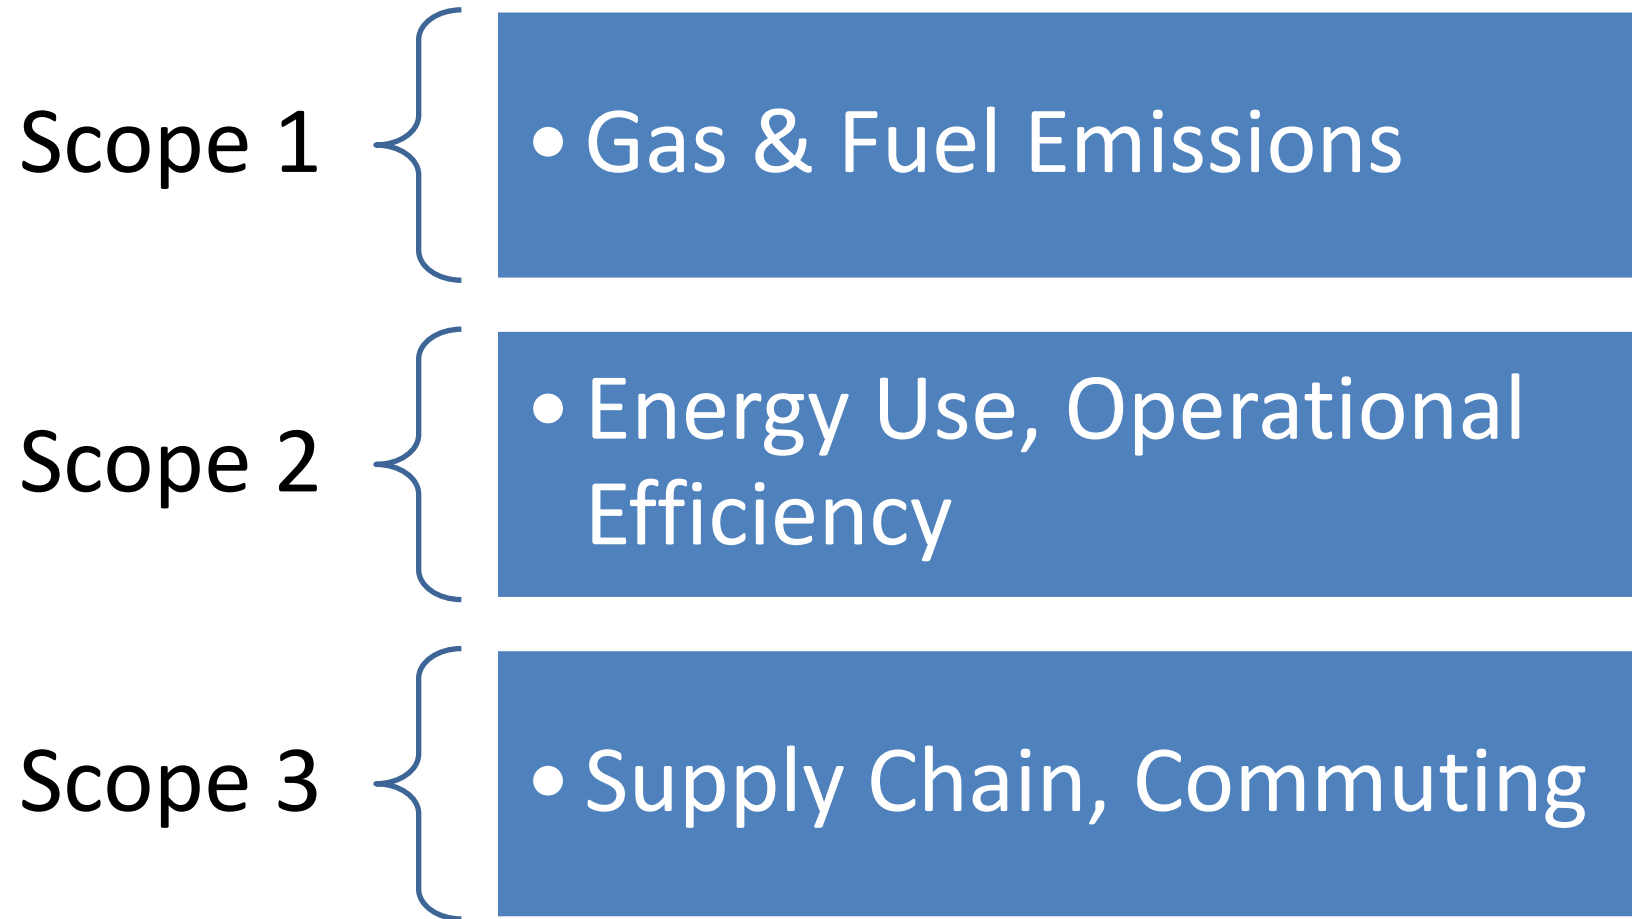 Scope 1
• Gas & Fuel Emissions
Scope 2
• Energy Use, Operational
Efficiency
Scope 3
• Supply Chain, Commuting